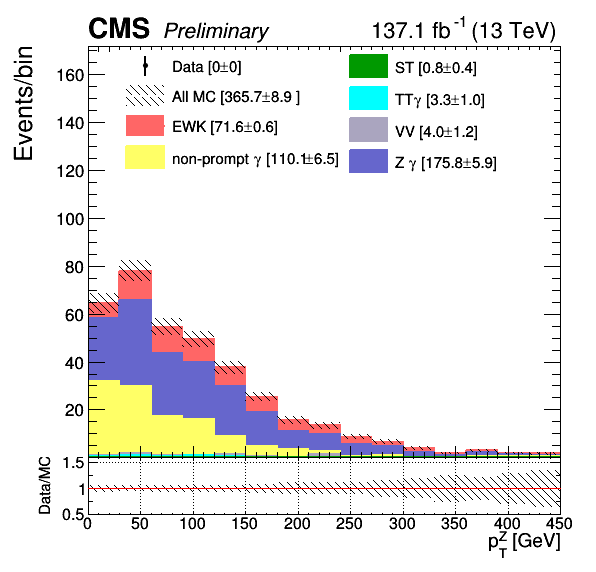 CMS Preliminary 137.1 fb⁻¹ (13 TeV)
Events/bin
160
140
120
100
80
60
40
20
Data [0±0]
All MC [365.7±8.9 ]
EWK [71.6±0.6]
non-prompt γ [110.1±6.5]
ST [0.8±0.4]
TTγ [3.3±1.0]
VV [4.0±1.2]
Z γ [175.8±5.9]
Data/MC
1.5
1
0.5
0 50 100 150 200 250 300 350 400 450
p_T^Z [GeV]